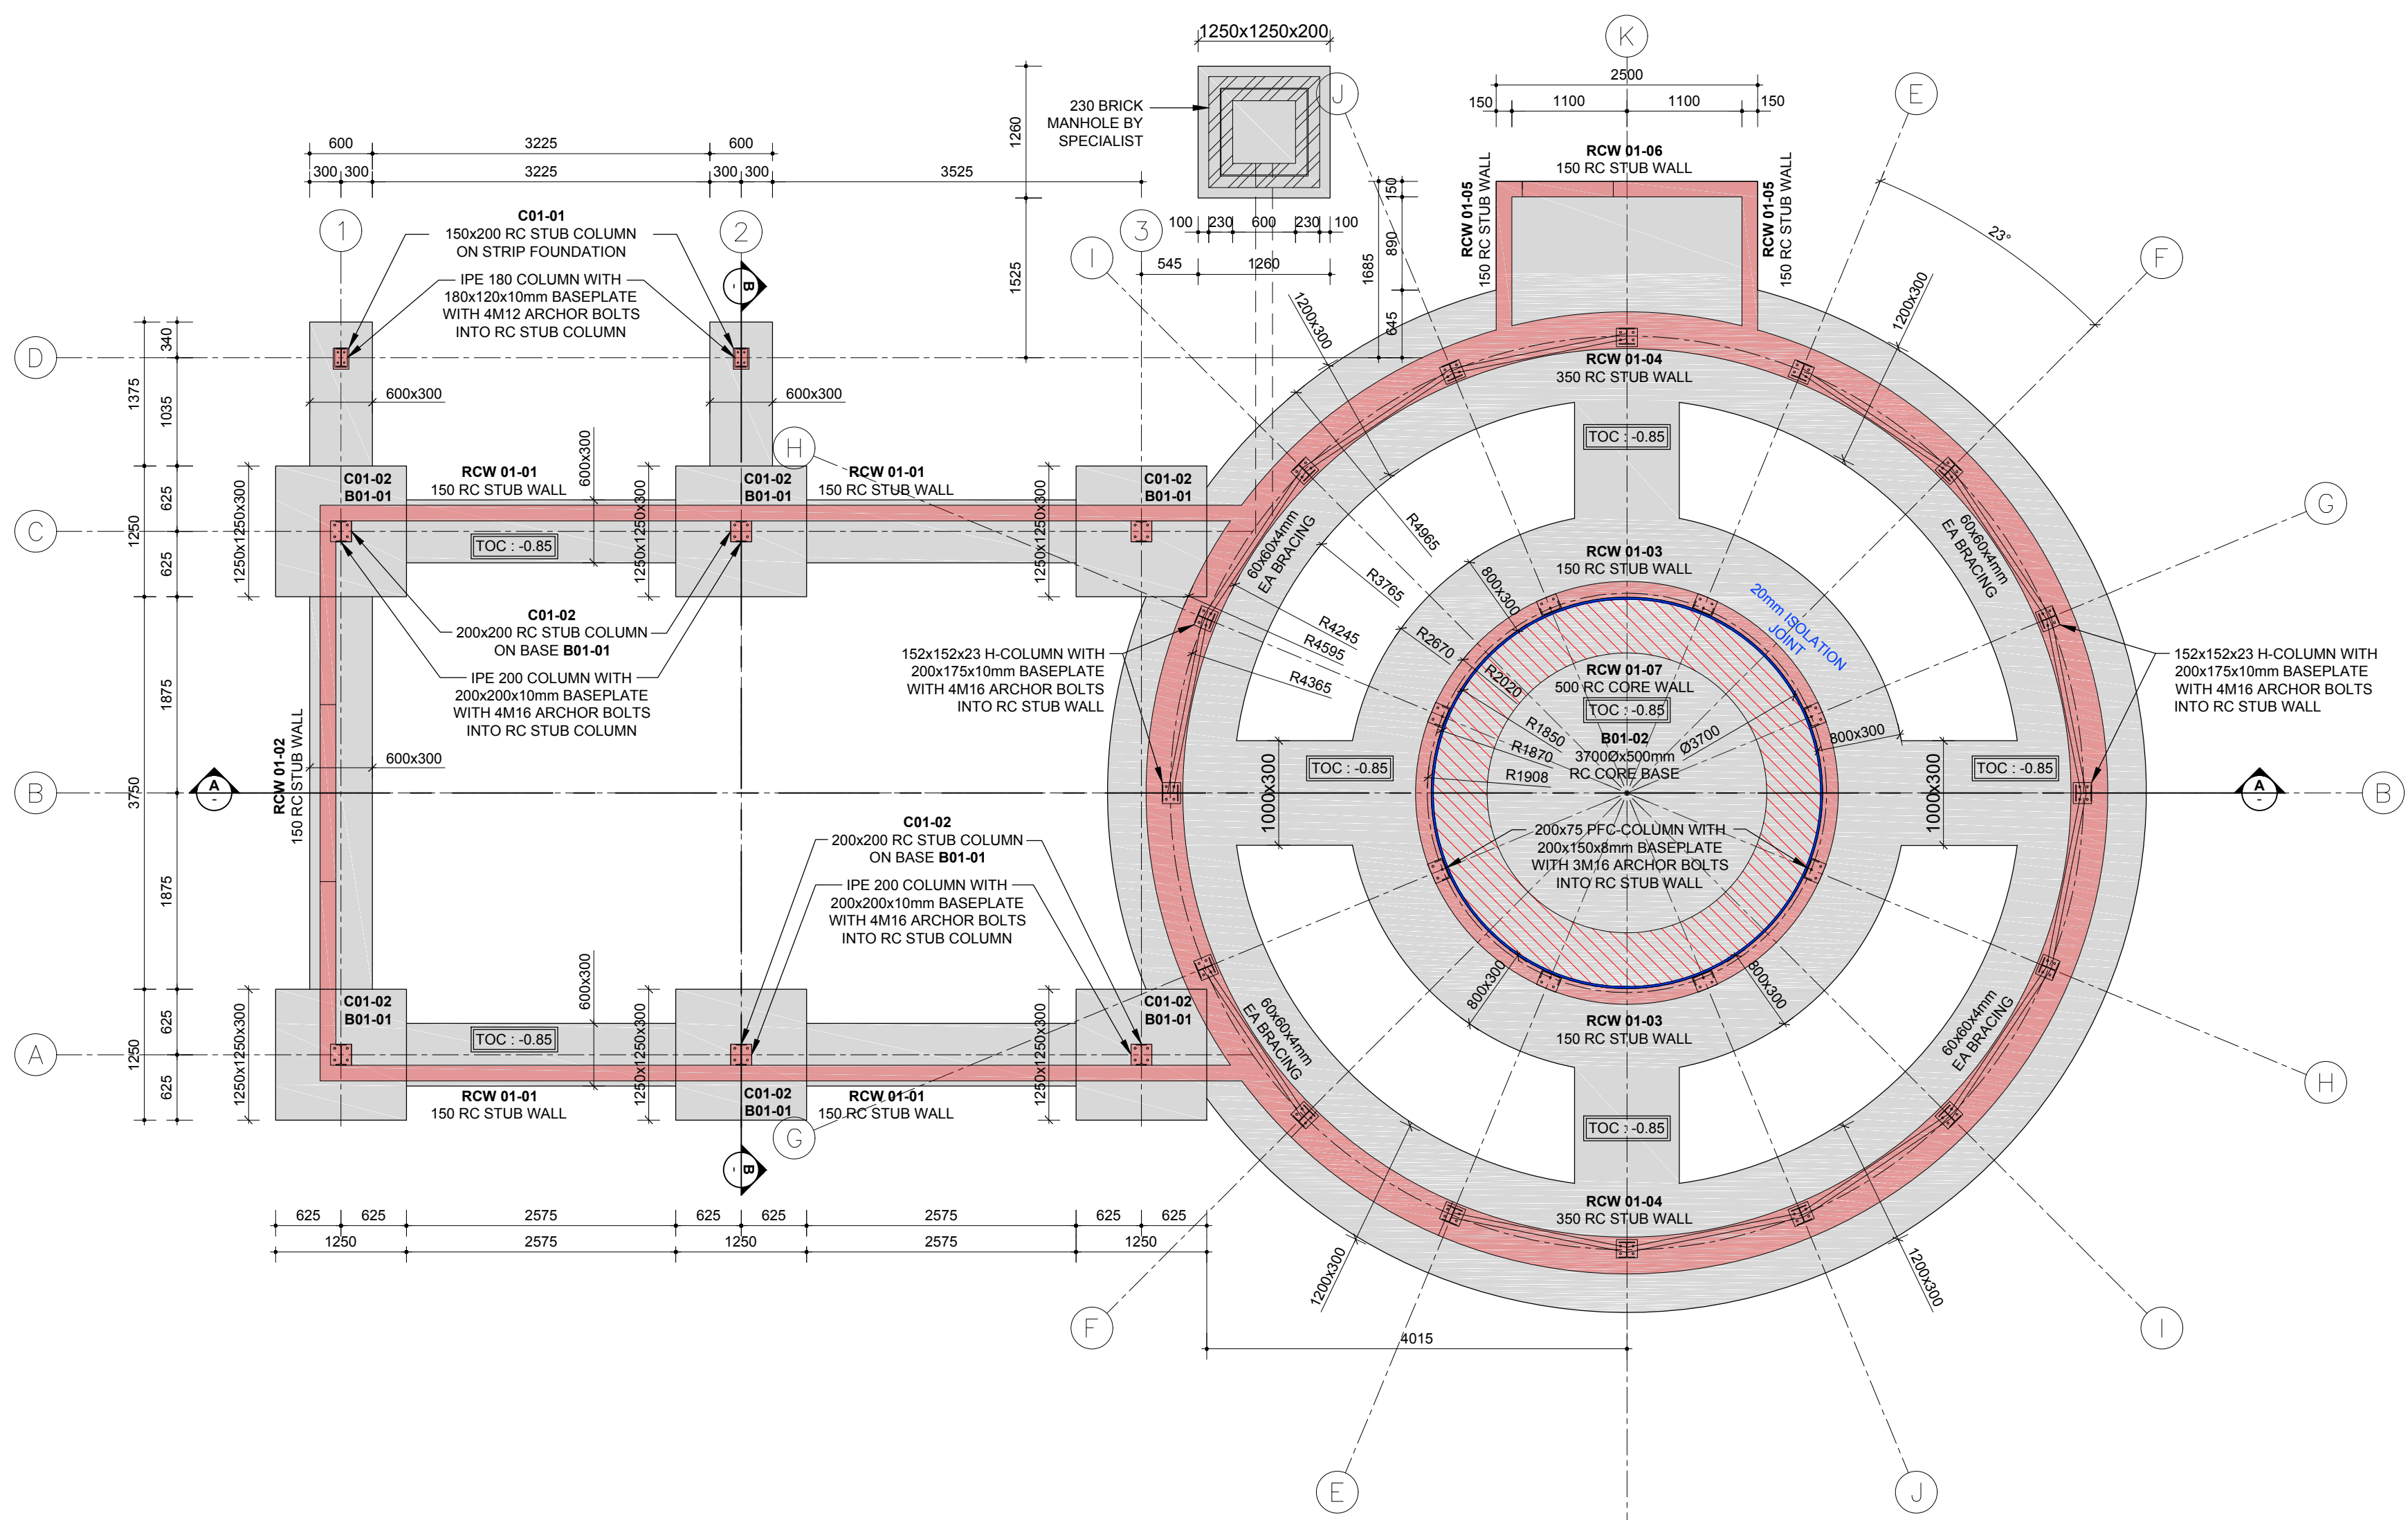 1250x1250x200
K
2500
150
1100
1100
150
J
E
230 BRICK
MANHOLE BY
SPECIALIST
1260
600
3225
600
300
300
3225
300
300
3525
RCW 01-06
150 RC STUB WALL
RCW 01-05
150 RC STUB WALL
RCW 01-05
150 RC STUB WALL
150
890
1685
645
23°
1
2
3
C01-01
150x200 RC STUB COLUMN
ON STRIP FOUNDATION
IPE 180 COLUMN WITH
180x120x10mm BASEPLATE
WITH 4M12 ARCHOR BOLTS
INTO RC STUB COLUMN
B
-
1525
100
230
600
230
100
545
1260
I
F
1200x300
1200x300
D
340
1375
1035
600x300
600x300
RCW 01-04
350 RC STUB WALL
TOC : -0.85
H
G
C
625
1250
625
1250x1250x300
C01-02
B01-01
RCW 01-01
150 RC STUB WALL
600x300
1250x1250x300
C01-02
B01-01
RCW 01-01
150 RC STUB WALL
1250x1250x300
C01-02
B01-01
TOC : -0.85
60x60x4mm
EA BRACING
60x60x4mm
EA BRACING
R4965
R3765
R4245
R4595
R4365
R2670
R2020
R1850
R1870
R1908
Ø3700
800x300
RCW 01-03
150 RC STUB WALL
20mm ISOLATION
JOINT
C01-02
200x200 RC STUB COLUMN
ON BASE B01-01
IPE 200 COLUMN WITH
200x200x10mm BASEPLATE
WITH 4M16 ARCHOR BOLTS
INTO RC STUB COLUMN
152x152x23 H-COLUMN WITH
200x175x10mm BASEPLATE
WITH 4M16 ARCHOR BOLTS
INTO RC STUB WALL
RCW 01-07
500 RC CORE WALL
TOC : -0.85
B01-02
3700Øx500mm
RC CORE BASE
152x152x23 H-COLUMN WITH
200x175x10mm BASEPLATE
WITH 4M16 ARCHOR BOLTS
INTO RC STUB WALL
800x300
1875
3750
1875
RCW 01-02
150 RC STUB WALL
600x300
B
A
-
1000x300
TOC : -0.85
TOC : -0.85
1000x300
A
-
B
C01-02
200x200 RC STUB COLUMN
ON BASE B01-01
IPE 200 COLUMN WITH
200x200x10mm BASEPLATE
WITH 4M16 ARCHOR BOLTS
INTO RC STUB COLUMN
200x75 PFC-COLUMN WITH
200x150x8mm BASEPLATE
WITH 3M16 ARCHOR BOLTS
INTO RC STUB WALL
800x300
800x300
RCW 01-03
150 RC STUB WALL
60x60x4mm
EA BRACING
60x60x4mm
EA BRACING
A
625
1250
625
1250x1250x300
C01-02
B01-01
TOC : -0.85
600x300
1250x1250x300
1250x1250x300
C01-02
B01-01
RCW 01-01
150 RC STUB WALL
C01-02
B01-01
RCW 01-01
150 RC STUB WALL
H
G
TOC : -0.85
B
-
RCW 01-04
350 RC STUB WALL
625
625
2575
625
625
2575
625
625
1250
2575
1250
2575
1250
1200x300
1200x300
F
I
4015
E
J